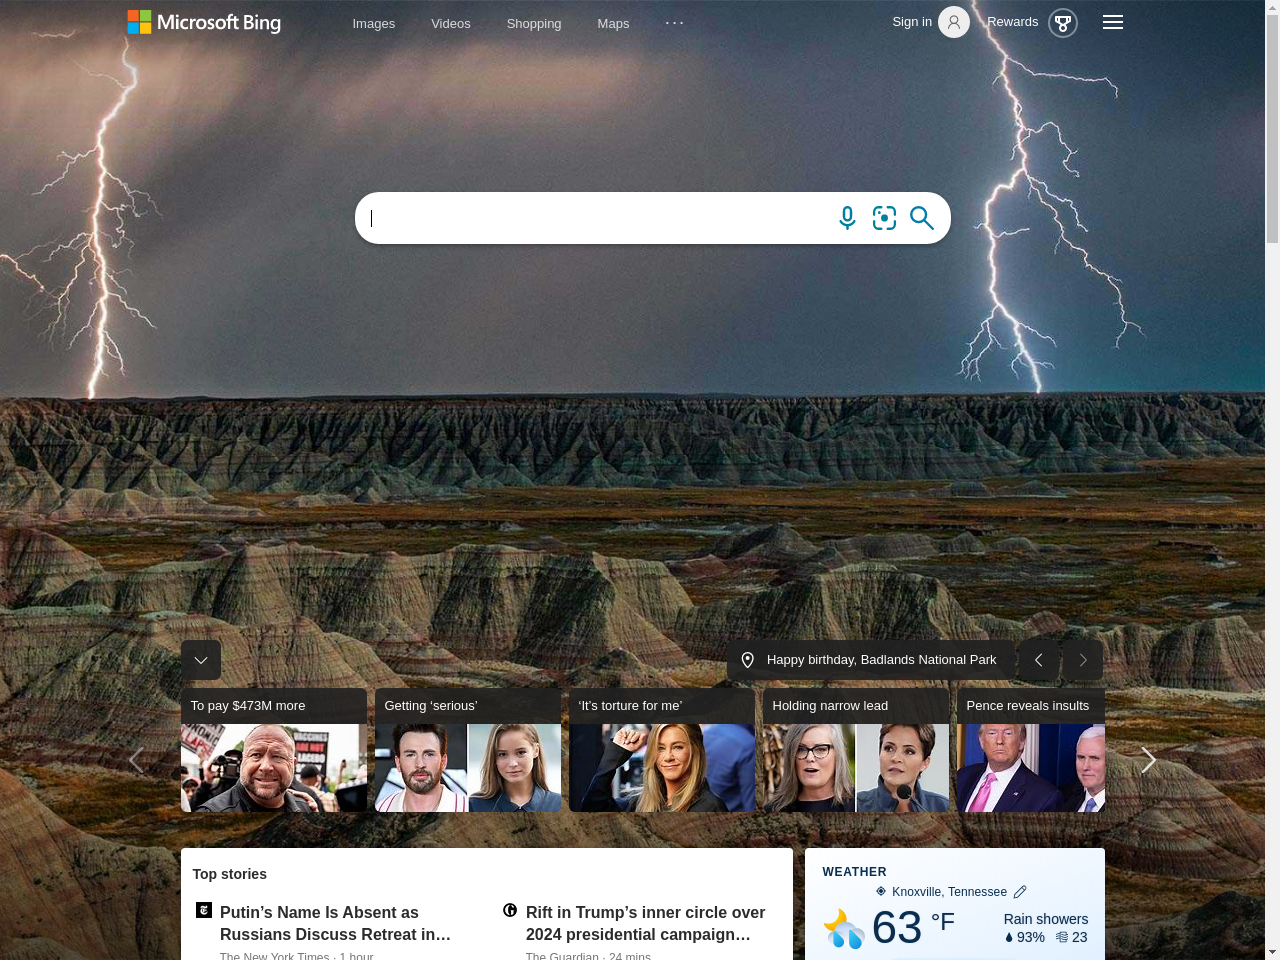 Microsoft Bing
Images Videos Shopping Maps ···
Sign in Rewards
Happy birthday, Badlands National Park
To pay $473M more
Getting ‘serious’
‘It’s torture for me’
Holding narrow lead
Pence reveals insults
Top stories
Putin’s Name Is Absent as
Russians Discuss Retreat in…
The New York Times · 1 hour
Rift in Trump’s inner circle over
2024 presidential campaign…
The Guardian · 24 mins
WEATHER
Knoxville, Tennessee
63 °F
Rain showers
93% 23